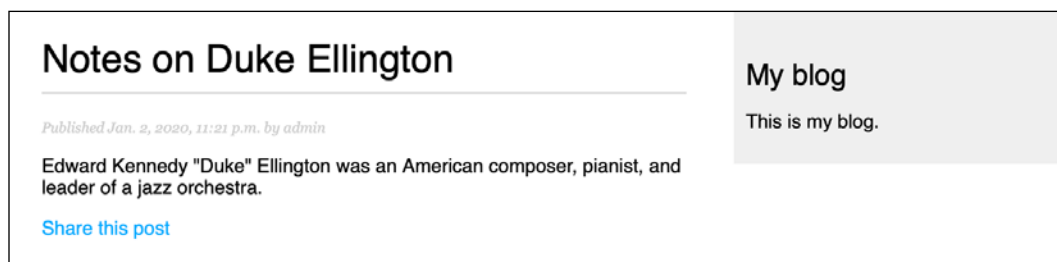 Notes on Duke Ellington
Published Jan. 2, 2020, 11:21 p.m. by admin
Edward Kennedy "Duke" Ellington was an American composer, pianist, and
leader of a jazz orchestra.
Share this post
My blog
This is my blog.